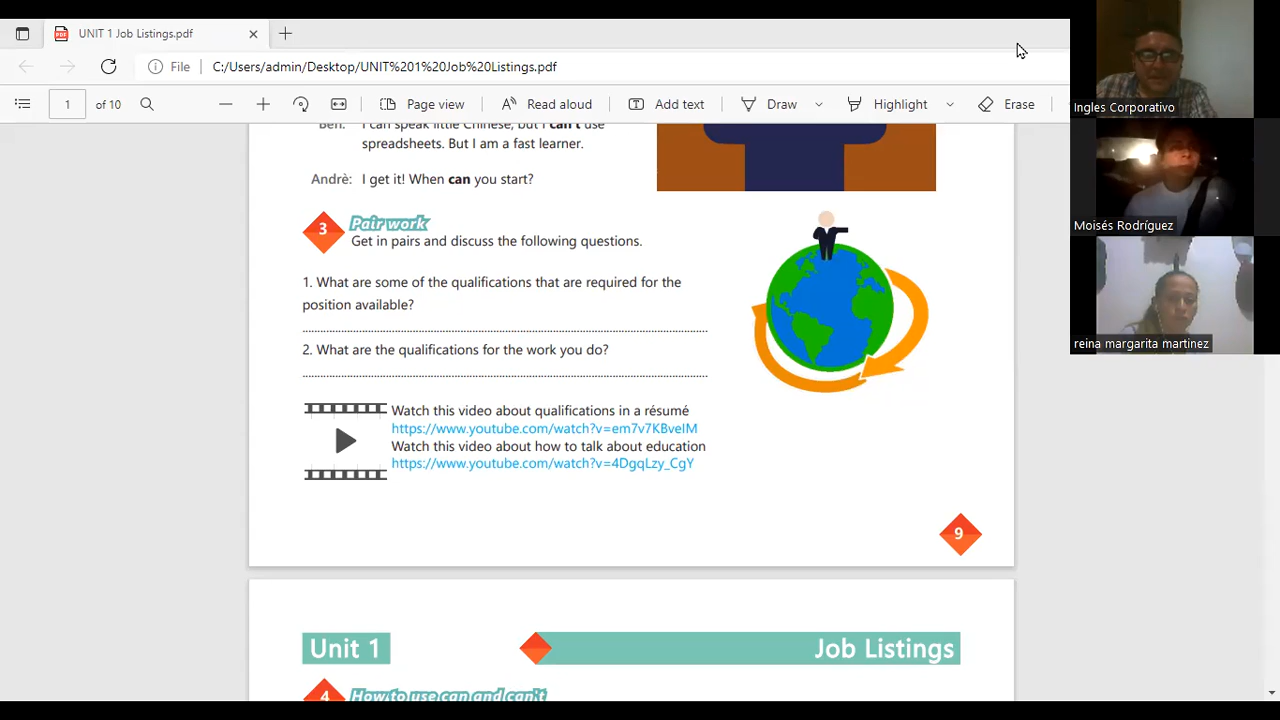 UNIT 1 Job Listings.pdf
File
C:/Users/admin/Desktop/UNIT%201%20Job%20Listings.pdf
1 of 10
Page view
Read aloud
Add text
Draw
Highlight
Erase
Ingles Corporativo
Moisés Rodríguez
reina margarita martinez
Ben: I can speak little Chinese, but I can't use
spreadsheets. But I am a fast learner.
Andrè: I get it! When can you start?
3 Pair work
Get in pairs and discuss the following questions.
1. What are some of the qualifications that are required for the
position available?
2. What are the qualifications for the work you do?
Watch this video about qualifications in a résumé
https://www.youtube.com/watch?v=em7v7KBveIM
Watch this video about how to talk about education
https://www.youtube.com/watch?v=4DgqLzy_CgY
9
Unit 1
Job Listings
4 How to use can and can't